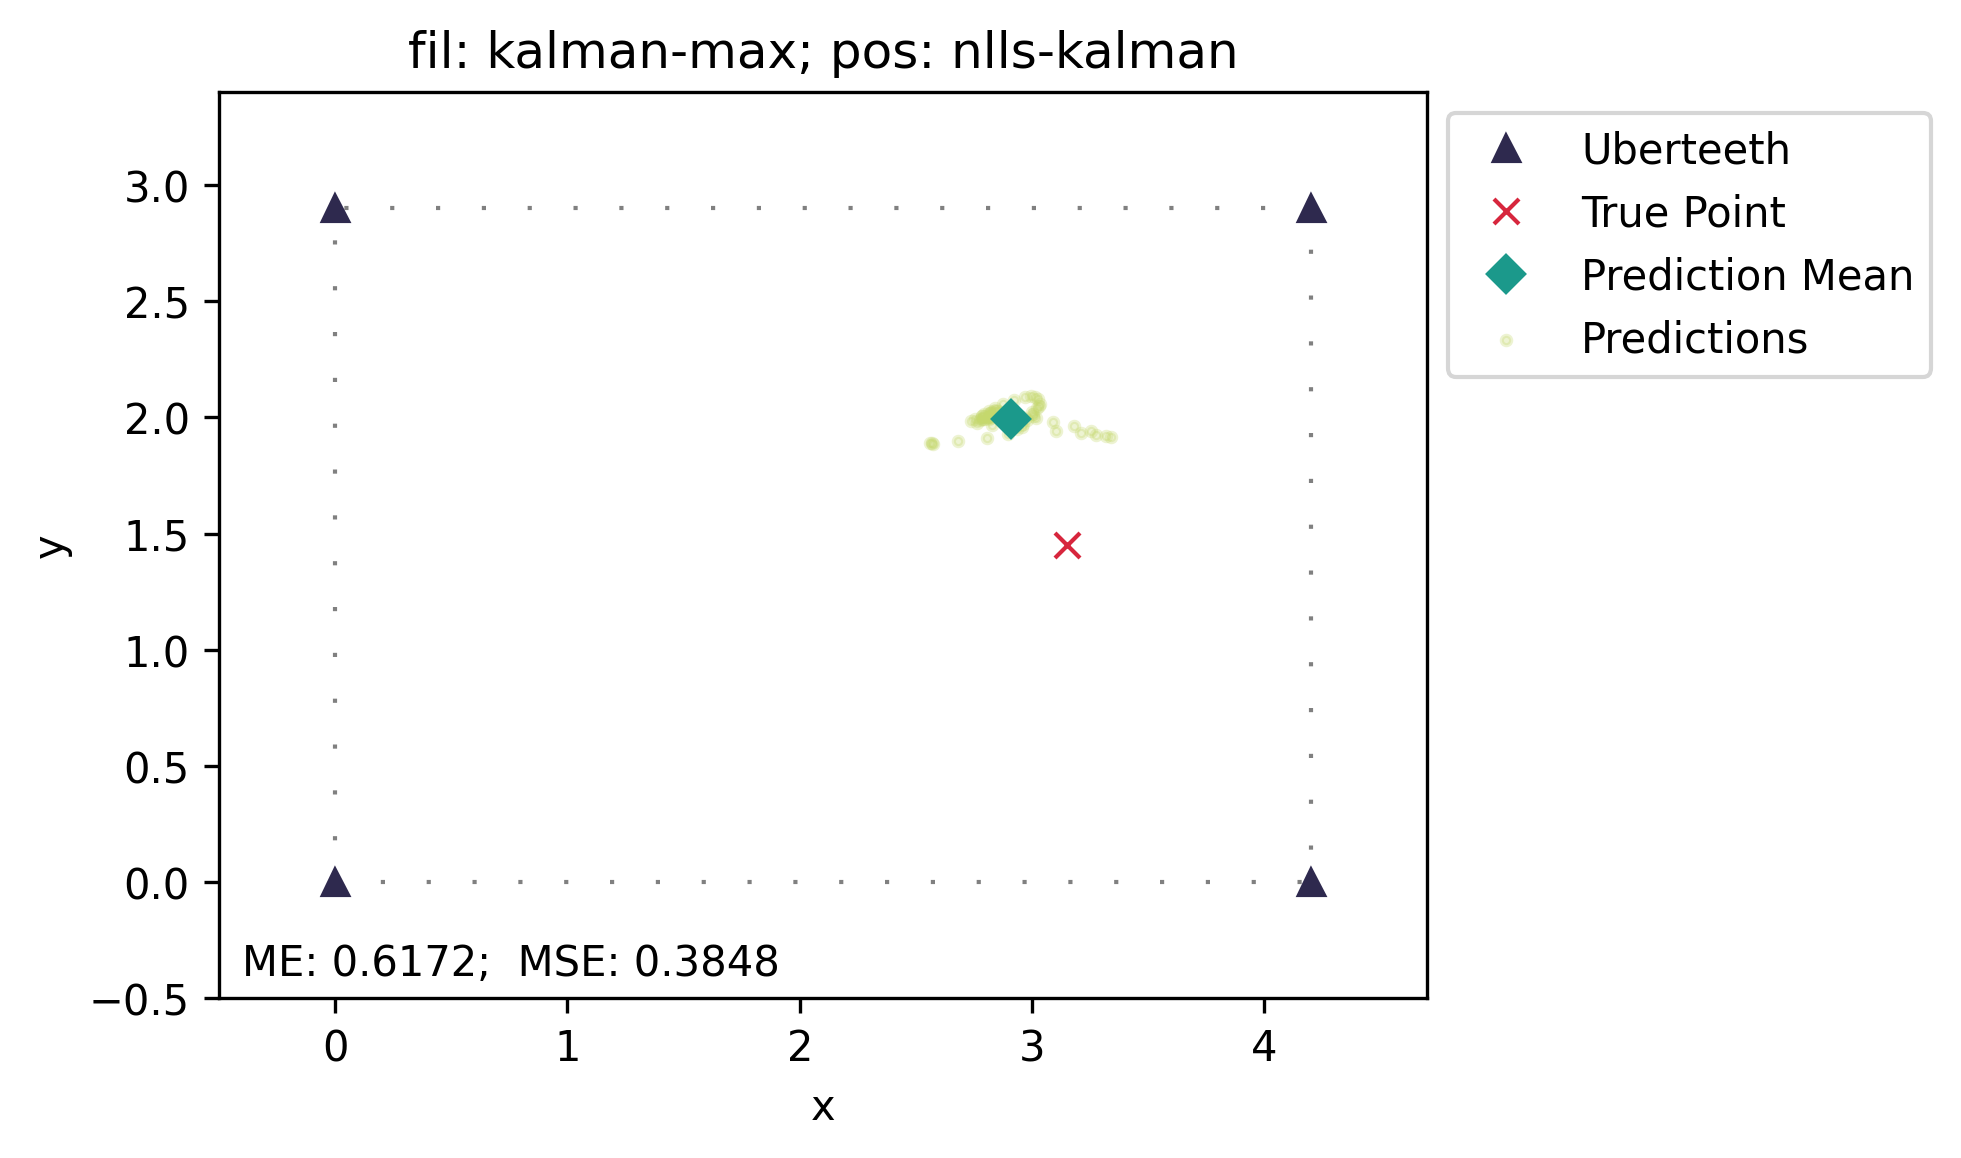 fil: kalman-max; pos: nlls-kalman
Uberteeth
True Point
Prediction Mean
Predictions
3.0
2.5
2.0
1.5
1.0
0.5
0.0
−0.5
y
ME: 0.6172;  MSE: 0.3848
0 1 2 3 4
x